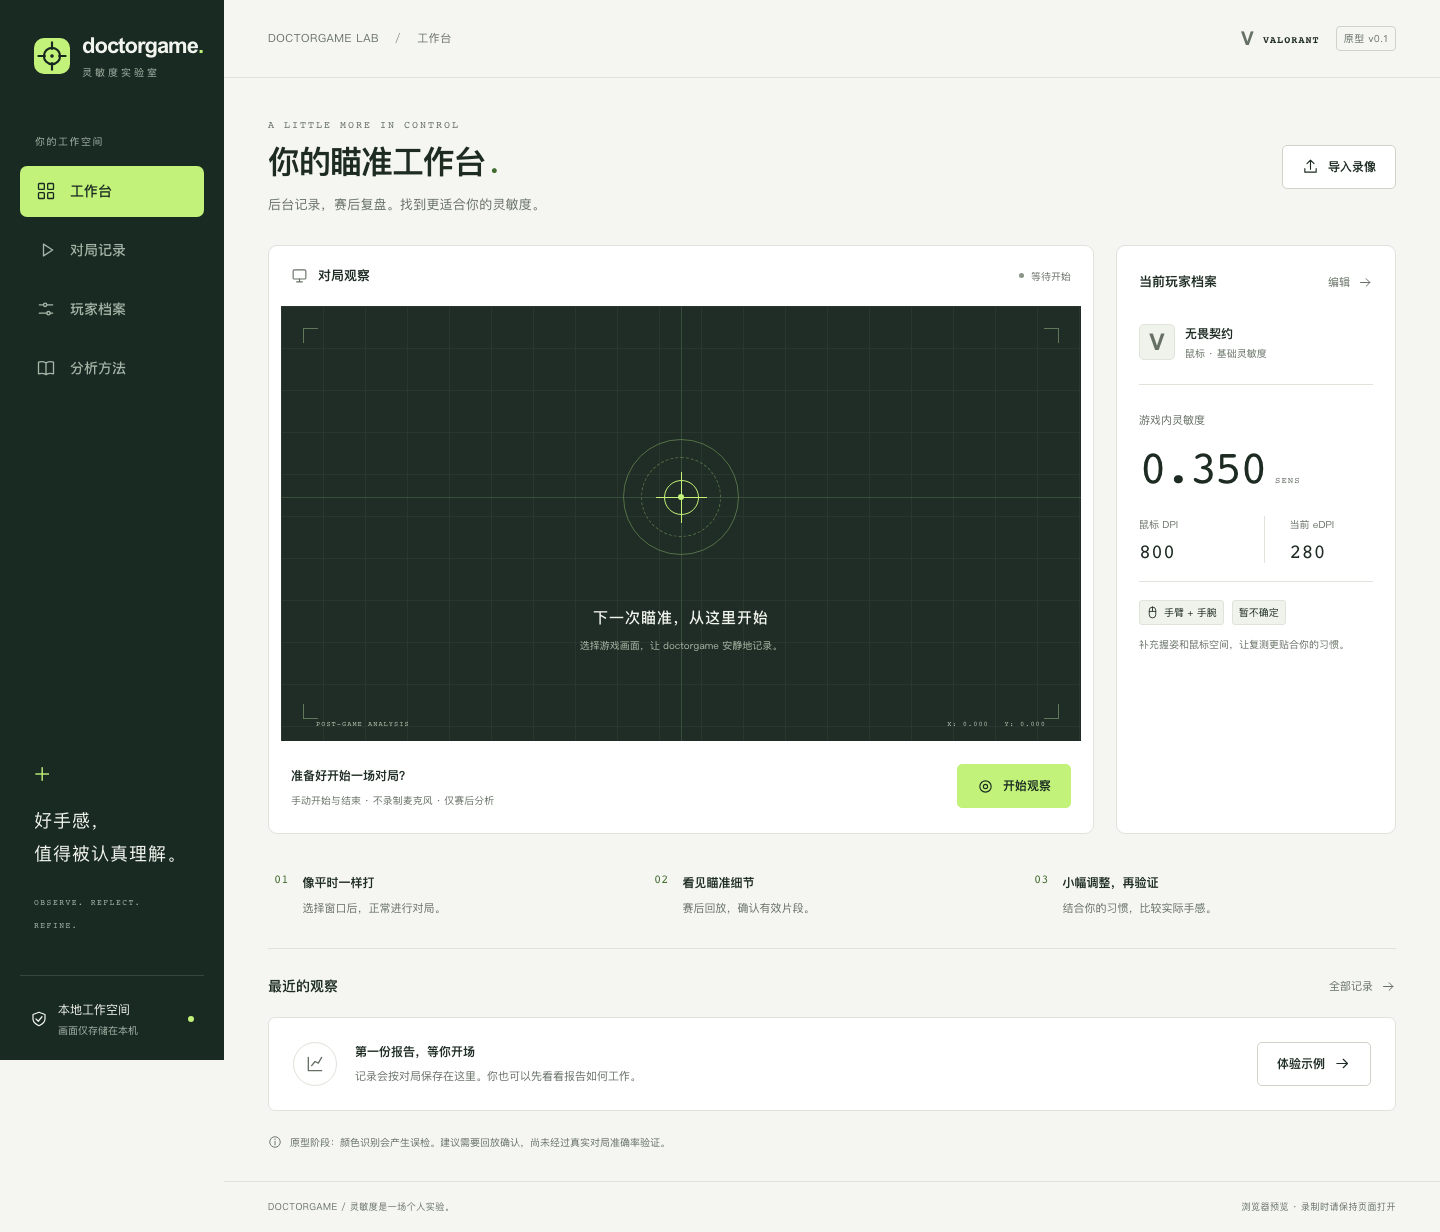 doctorgame.
灵敏度实验室
你的工作空间
工作台
对局记录
玩家档案
分析方法
好手感，
值得被认真理解。
OBSERVE. REFLECT.
REFINE.
本地工作空间
画面仅存储在本机
DOCTORGAME LAB / 工作台
V VALORANT
原型 v0.1
A LITTLE MORE IN CONTROL
你的瞄准工作台.
后台记录，赛后复盘。找到更适合你的灵敏度。
导入录像
对局观察
等待开始
下一次瞄准，从这里开始
选择游戏画面，让 doctorgame 安静地记录。
POST-GAME ANALYSIS
X: 0.000 Y: 0.000
准备好开始一场对局？
手动开始与结束 · 不录制麦克风 · 仅赛后分析
开始观察
当前玩家档案
编辑 →
V
无畏契约
鼠标 · 基础灵敏度
游戏内灵敏度
0.350 SENS
鼠标 DPI
800
当前 eDPI
280
手臂 + 手腕
暂不确定
补充握姿和鼠标空间，让复测更贴合你的习惯。
01 像平时一样打
选择窗口后，正常进行对局。
02 看见瞄准细节
赛后回放，确认有效片段。
03 小幅调整，再验证
结合你的习惯，比较实际手感。
最近的观察
全部记录 →
第一份报告，等你开场
记录会按对局保存在这里。你也可以先看看报告如何工作。
体验示例 →
原型阶段：颜色识别会产生误检。建议需要回放确认，尚未经过真实对局准确率验证。
DOCTORGAME / 灵敏度是一场个人实验。
浏览器预览 · 录制时请保持页面打开